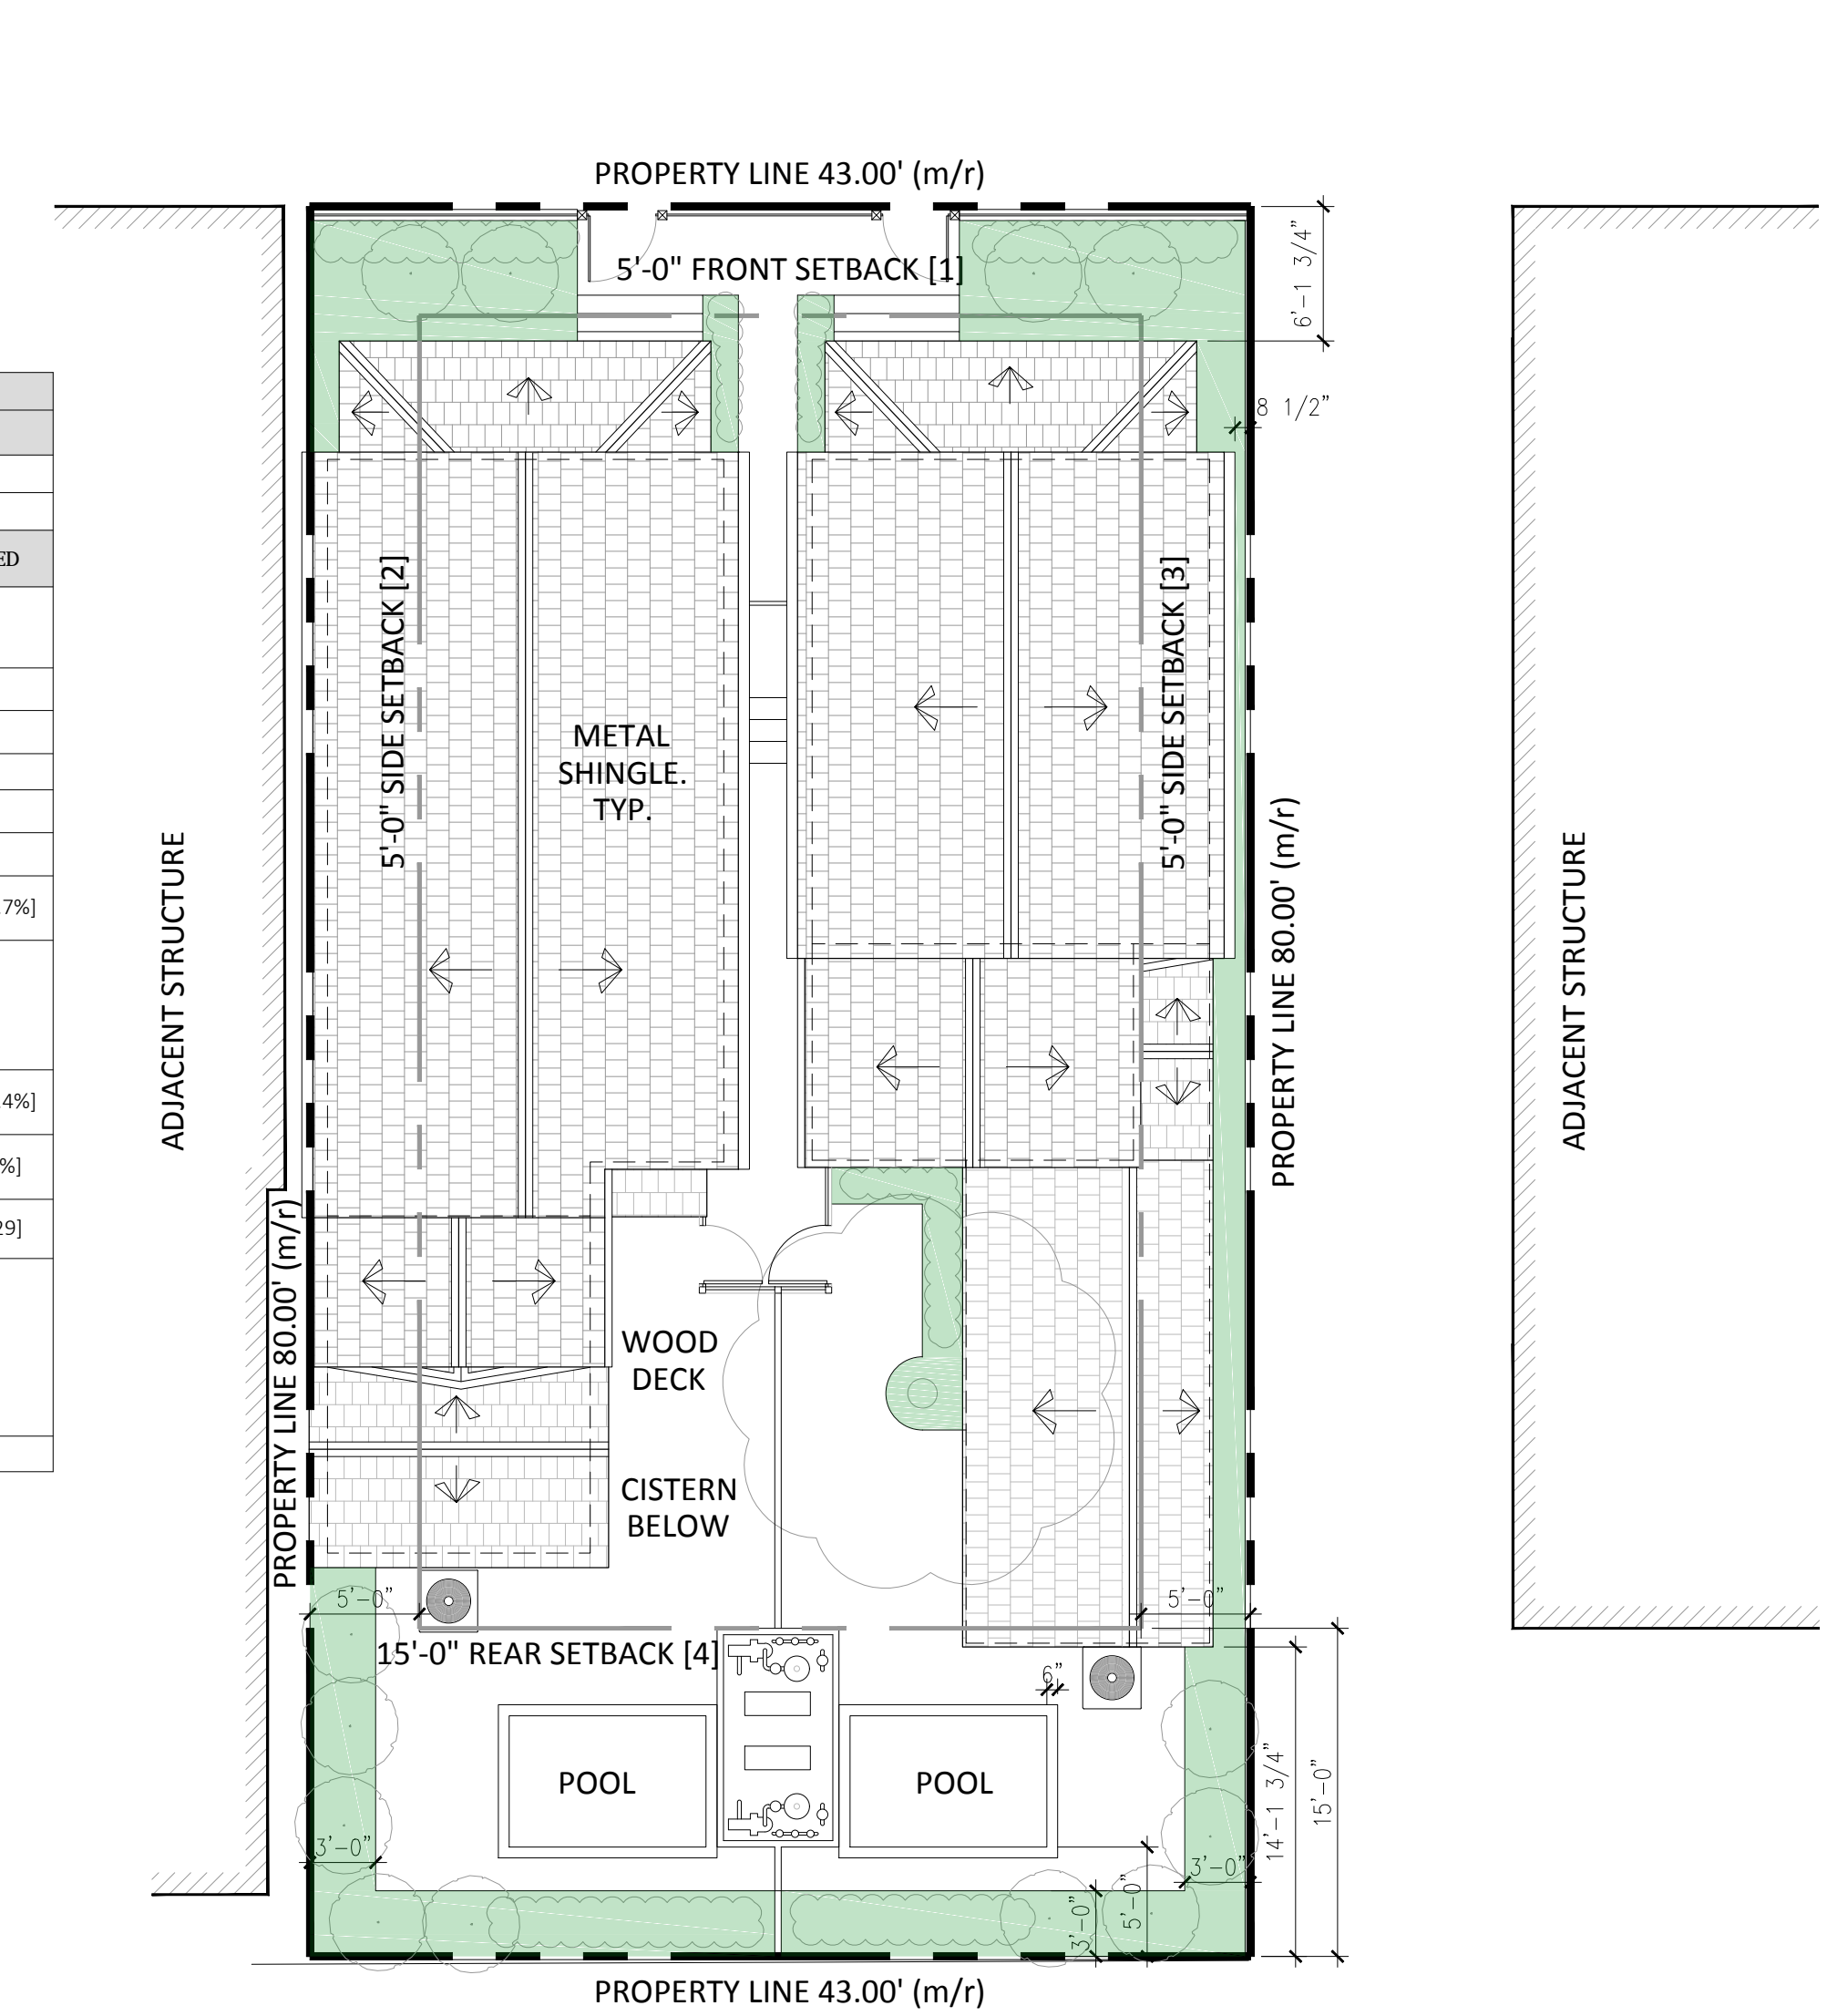 PROPERTY LINE 43.00' (m/r)
5'-0" FRONT SETBACK [1]
6'-1 3/4"
8 1/2"
ED
7%]
4%]
%]
29]
5'-0" SIDE SETBACK [2]
METAL
SHINGLE.
TYP.
5'-0" SIDE SETBACK [3]
ADJACENT STRUCTURE
PROPERTY LINE 80.00' (m/r)
ADJACENT STRUCTURE
PROPERTY LINE 80.00' (m/r)
WOOD
DECK
CISTERN
BELOW
5'-0"
5'-0"
15'-0" REAR SETBACK [4]
6"
POOL
POOL
14'-1 3/4"
15'-0"
3'-0"
3'-0"
3'-0"
5'-0"
PROPERTY LINE 43.00' (m/r)